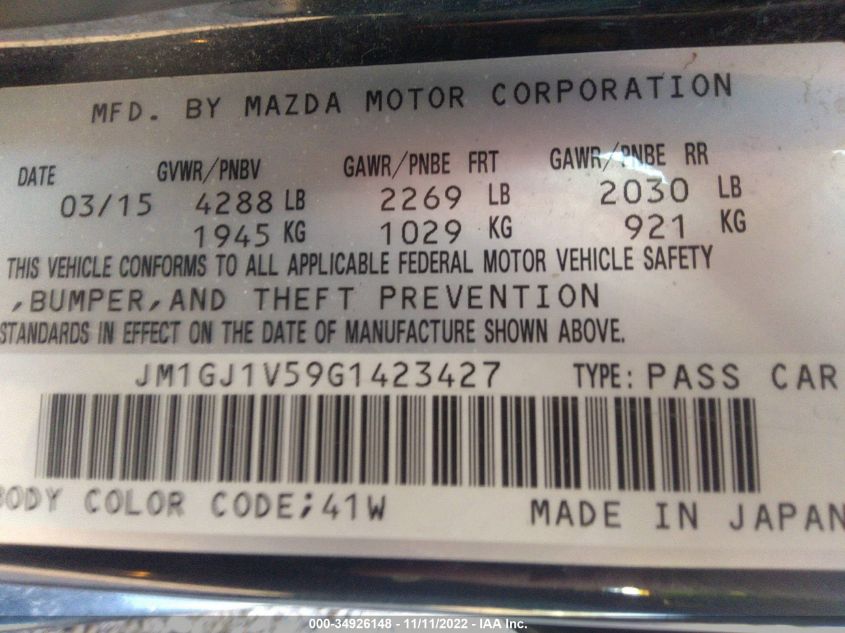 MFD. BY MAZDA MOTOR CORPORATION
DATE GVWR/PNBV GAWR/PNBE FRT GAWR/PNBE RR
03/15 4288 LB 2269 LB 2030 LB
1945 KG 1029 KG 921 KG
THIS VEHICLE CONFORMS TO ALL APPLICABLE FEDERAL MOTOR VEHICLE SAFETY
,BUMPER,AND THEFT PREVENTION
STANDARDS IN EFFECT ON THE DATE OF MANUFACTURE SHOWN ABOVE.
JM1GJ1V59G1423427 TYPE: PASS CAR
BODY COLOR CODE;41W MADE IN JAPAN
000-34926148 - 11/11/2022 - IAA Inc.